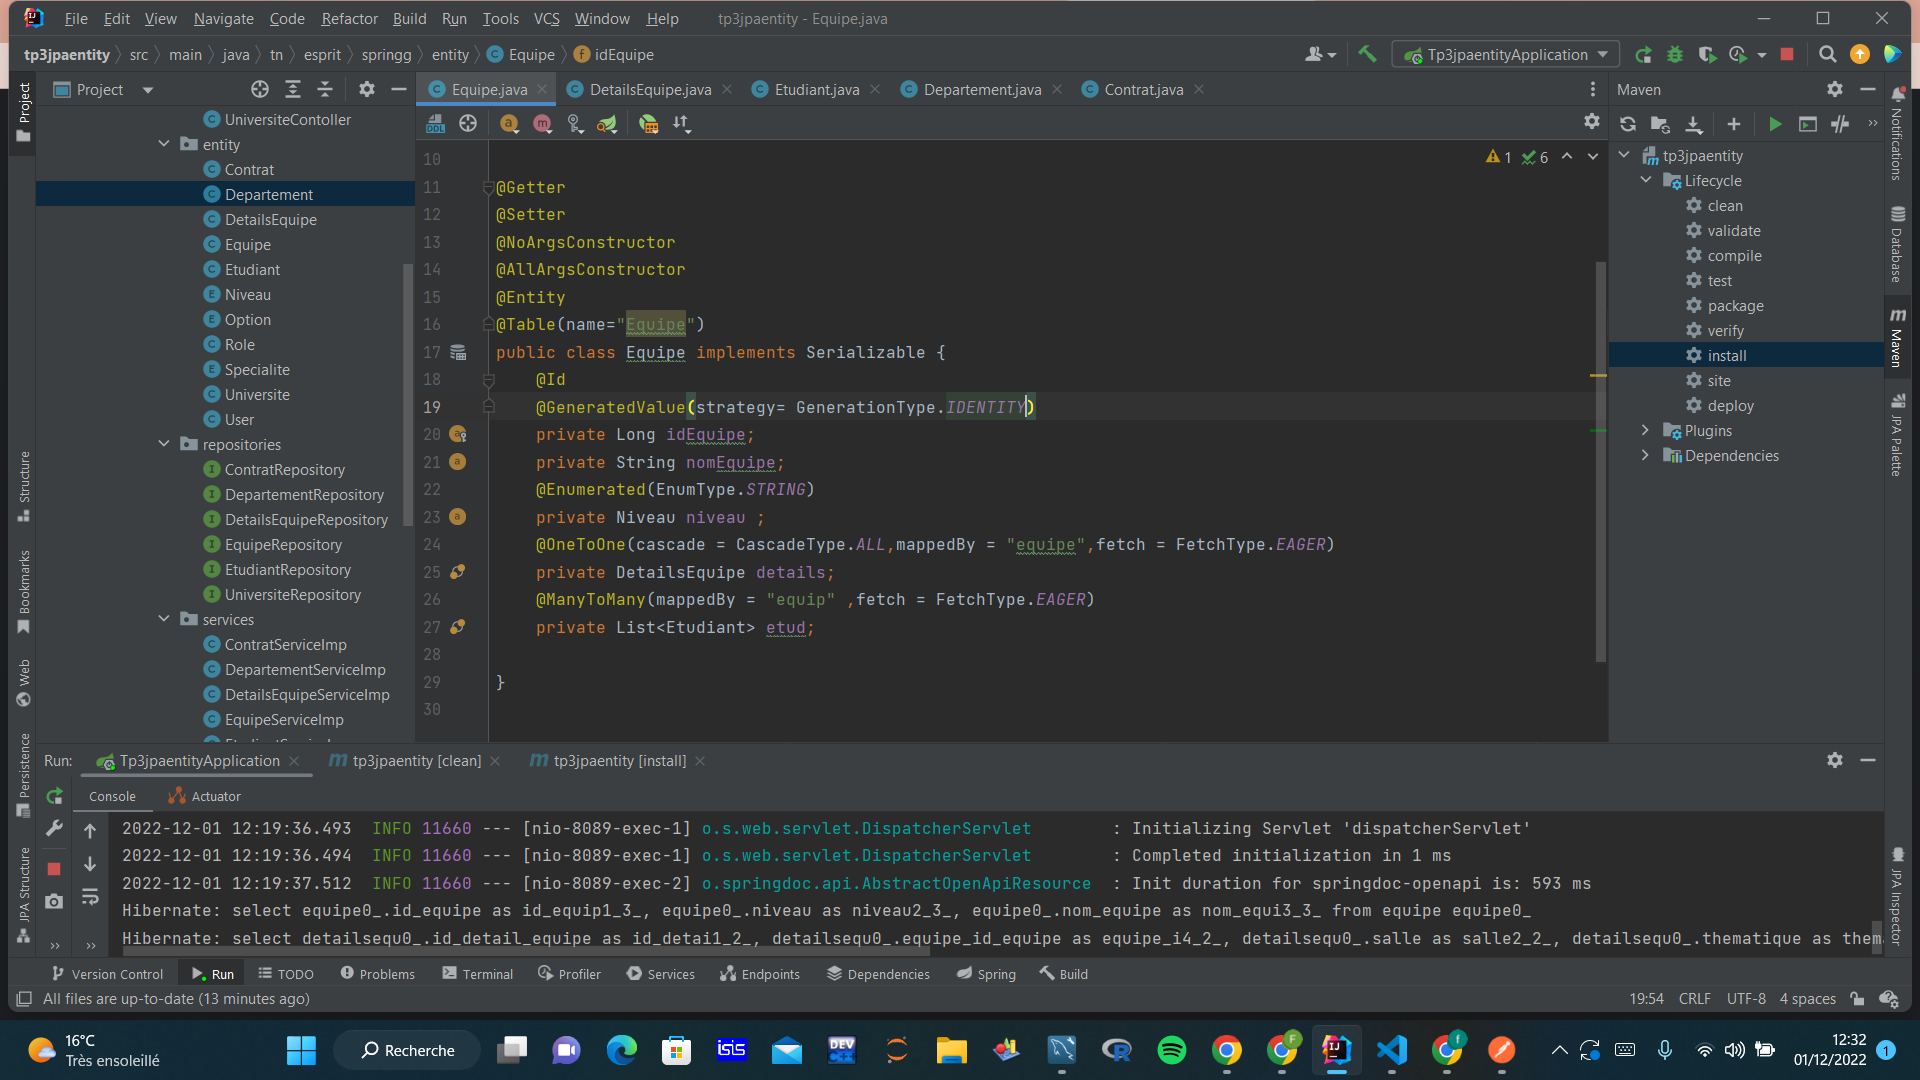 File Edit View Navigate Code Refactor Build Run Tools VCS Window Help tp3jpaentity - Equipe.java
tp3jpaentity src main java tn esprit springg entity Equipe idEquipe Tp3jpaentityApplication
Project
Equipe.java DetailsEquipe.java Etudiant.java Departement.java Contrat.java
Maven
UniversiteContoller
entity
Contrat
Departement
DetailsEquipe
Equipe
Etudiant
Niveau
Option
Role
Specialite
Universite
User
repositories
ContratRepository
DepartementRepository
DetailsEquipeRepository
EquipeRepository
EtudiantRepository
UniversiteRepository
services
ContratServiceImp
DepartementServiceImp
DetailsEquipeServiceImp
EquipeServiceImp
1 6
10
11 @Getter
12 @Setter
13 @NoArgsConstructor
14 @AllArgsConstructor
15 @Entity
16 @Table(name="Equipe")
17 public class Equipe implements Serializable {
18 @Id
19 @GeneratedValue(strategy= GenerationType.IDENTITY)
20 private Long idEquipe;
21 private String nomEquipe;
22 @Enumerated(EnumType.STRING)
23 private Niveau niveau ;
24 @OneToOne(cascade = CascadeType.ALL,mappedBy = "equipe",fetch = FetchType.EAGER)
25 private DetailsEquipe details;
26 @ManyToMany(mappedBy = "equip" ,fetch = FetchType.EAGER)
27 private List<Etudiant> etud;
28
29 }
30
tp3jpaentity
Lifecycle
clean
validate
compile
test
package
verify
install
site
deploy
Plugins
Dependencies
Project
Structure
Bookmarks
Web
Persistence
JPA Structure
Notifications
Database
Maven
JPA Palette
JPA Inspector
Run: Tp3jpaentityApplication tp3jpaentity [clean] tp3jpaentity [install]
Console Actuator
2022-12-01 12:19:36.493 INFO 11660 --- [nio-8089-exec-1] o.s.web.servlet.DispatcherServlet : Initializing Servlet 'dispatcherServlet'
2022-12-01 12:19:36.494 INFO 11660 --- [nio-8089-exec-1] o.s.web.servlet.DispatcherServlet : Completed initialization in 1 ms
2022-12-01 12:19:37.512 INFO 11660 --- [nio-8089-exec-2] o.springdoc.api.AbstractOpenApiResource : Init duration for springdoc-openapi is: 593 ms
Hibernate: select equipe0_.id_equipe as id_equip1_3_, equipe0_.niveau as niveau2_3_, equipe0_.nom_equipe as nom_equi3_3_ from equipe equipe0_
Hibernate: select detailsequ0_.id_detail_equipe as id_detai1_2_, detailsequ0_.equipe_id_equipe as equipe_i4_2_, detailsequ0_.salle as salle2_2_, detailsequ0_.thematique as them
Version Control Run TODO Problems Terminal Profiler Services Endpoints Dependencies Spring Build
All files are up-to-date (13 minutes ago) 19:54 CRLF UTF-8 4 spaces
16°C
Très ensoleillé
Recherche
isis
DEV C++
12:32
01/12/2022
1